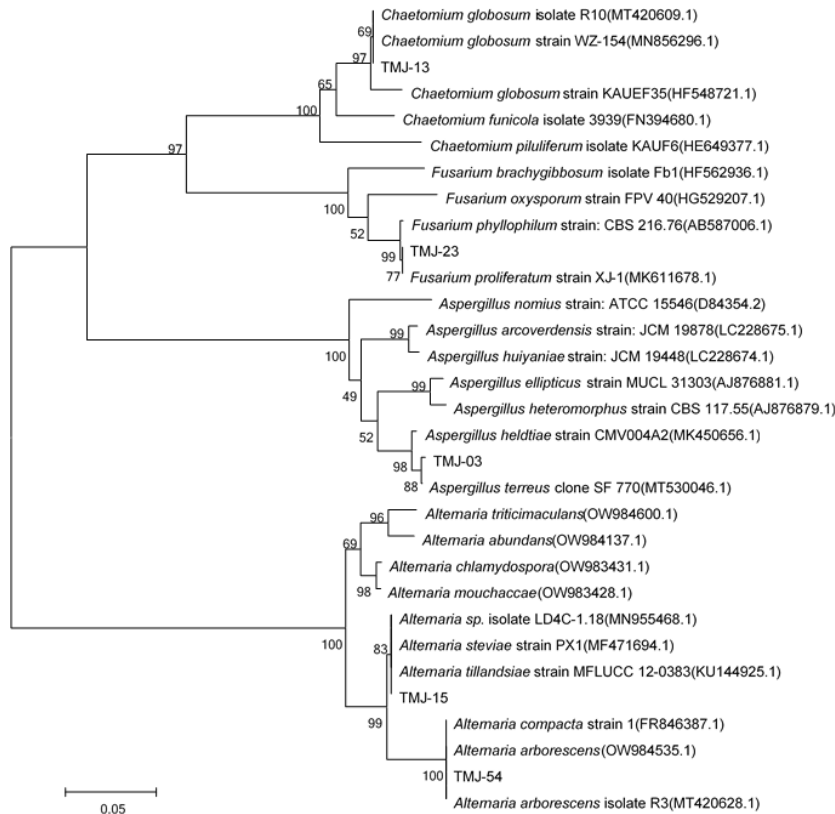 69 Chaetomium globosum isolate R10(MT420609.1)
Chaetomium globosum strain WZ-154(MN856296.1)
97 TMJ-13
65 Chaetomium globosum strain KAUEF35(HF548721.1)
100 Chaetomium funicola isolate 3939(FN394680.1)
97 Chaetomium piluliferum isolate KAUF6(HE649377.1)
Fusarium brachygibbosum isolate Fb1(HF562936.1)
100 Fusarium oxysporum strain FPV 40(HG529207.1)
52 Fusarium phyllophilum strain: CBS 216.76(AB587006.1)
99 TMJ-23
77 Fusarium proliferatum strain XJ-1(MK611678.1)
Aspergillus nomius strain: ATCC 15546(D84354.2)
99 Aspergillus arcoverdensis strain: JCM 19878(LC228675.1)
100 Aspergillus huiyaniae strain: JCM 19448(LC228674.1)
49 99 Aspergillus ellipticus strain MUCL 31303(AJ876881.1)
Aspergillus heteromorphus strain CBS 117.55(AJ876879.1)
52 Aspergillus heldtiae strain CMV004A2(MK450656.1)
98 TMJ-03
88 Aspergillus terreus clone SF 770(MT530046.1)
96 Alternaria triticimaculans(OW984600.1)
69 Alternaria abundans(OW984137.1)
Alternaria chlamydospora(OW983431.1)
98 Alternaria mouchaccae(OW983428.1)
Alternaria sp. isolate LD4C-1.18(MN955468.1)
100 83 Alternaria steviae strain PX1(MF471694.1)
Alternaria tillandsiae strain MFLUCC 12-0383(KU144925.1)
TMJ-15
99 Alternaria compacta strain 1(FR846387.1)
Alternaria arborescens(OW984535.1)
100 TMJ-54
Alternaria arborescens isolate R3(MT420628.1)
0.05